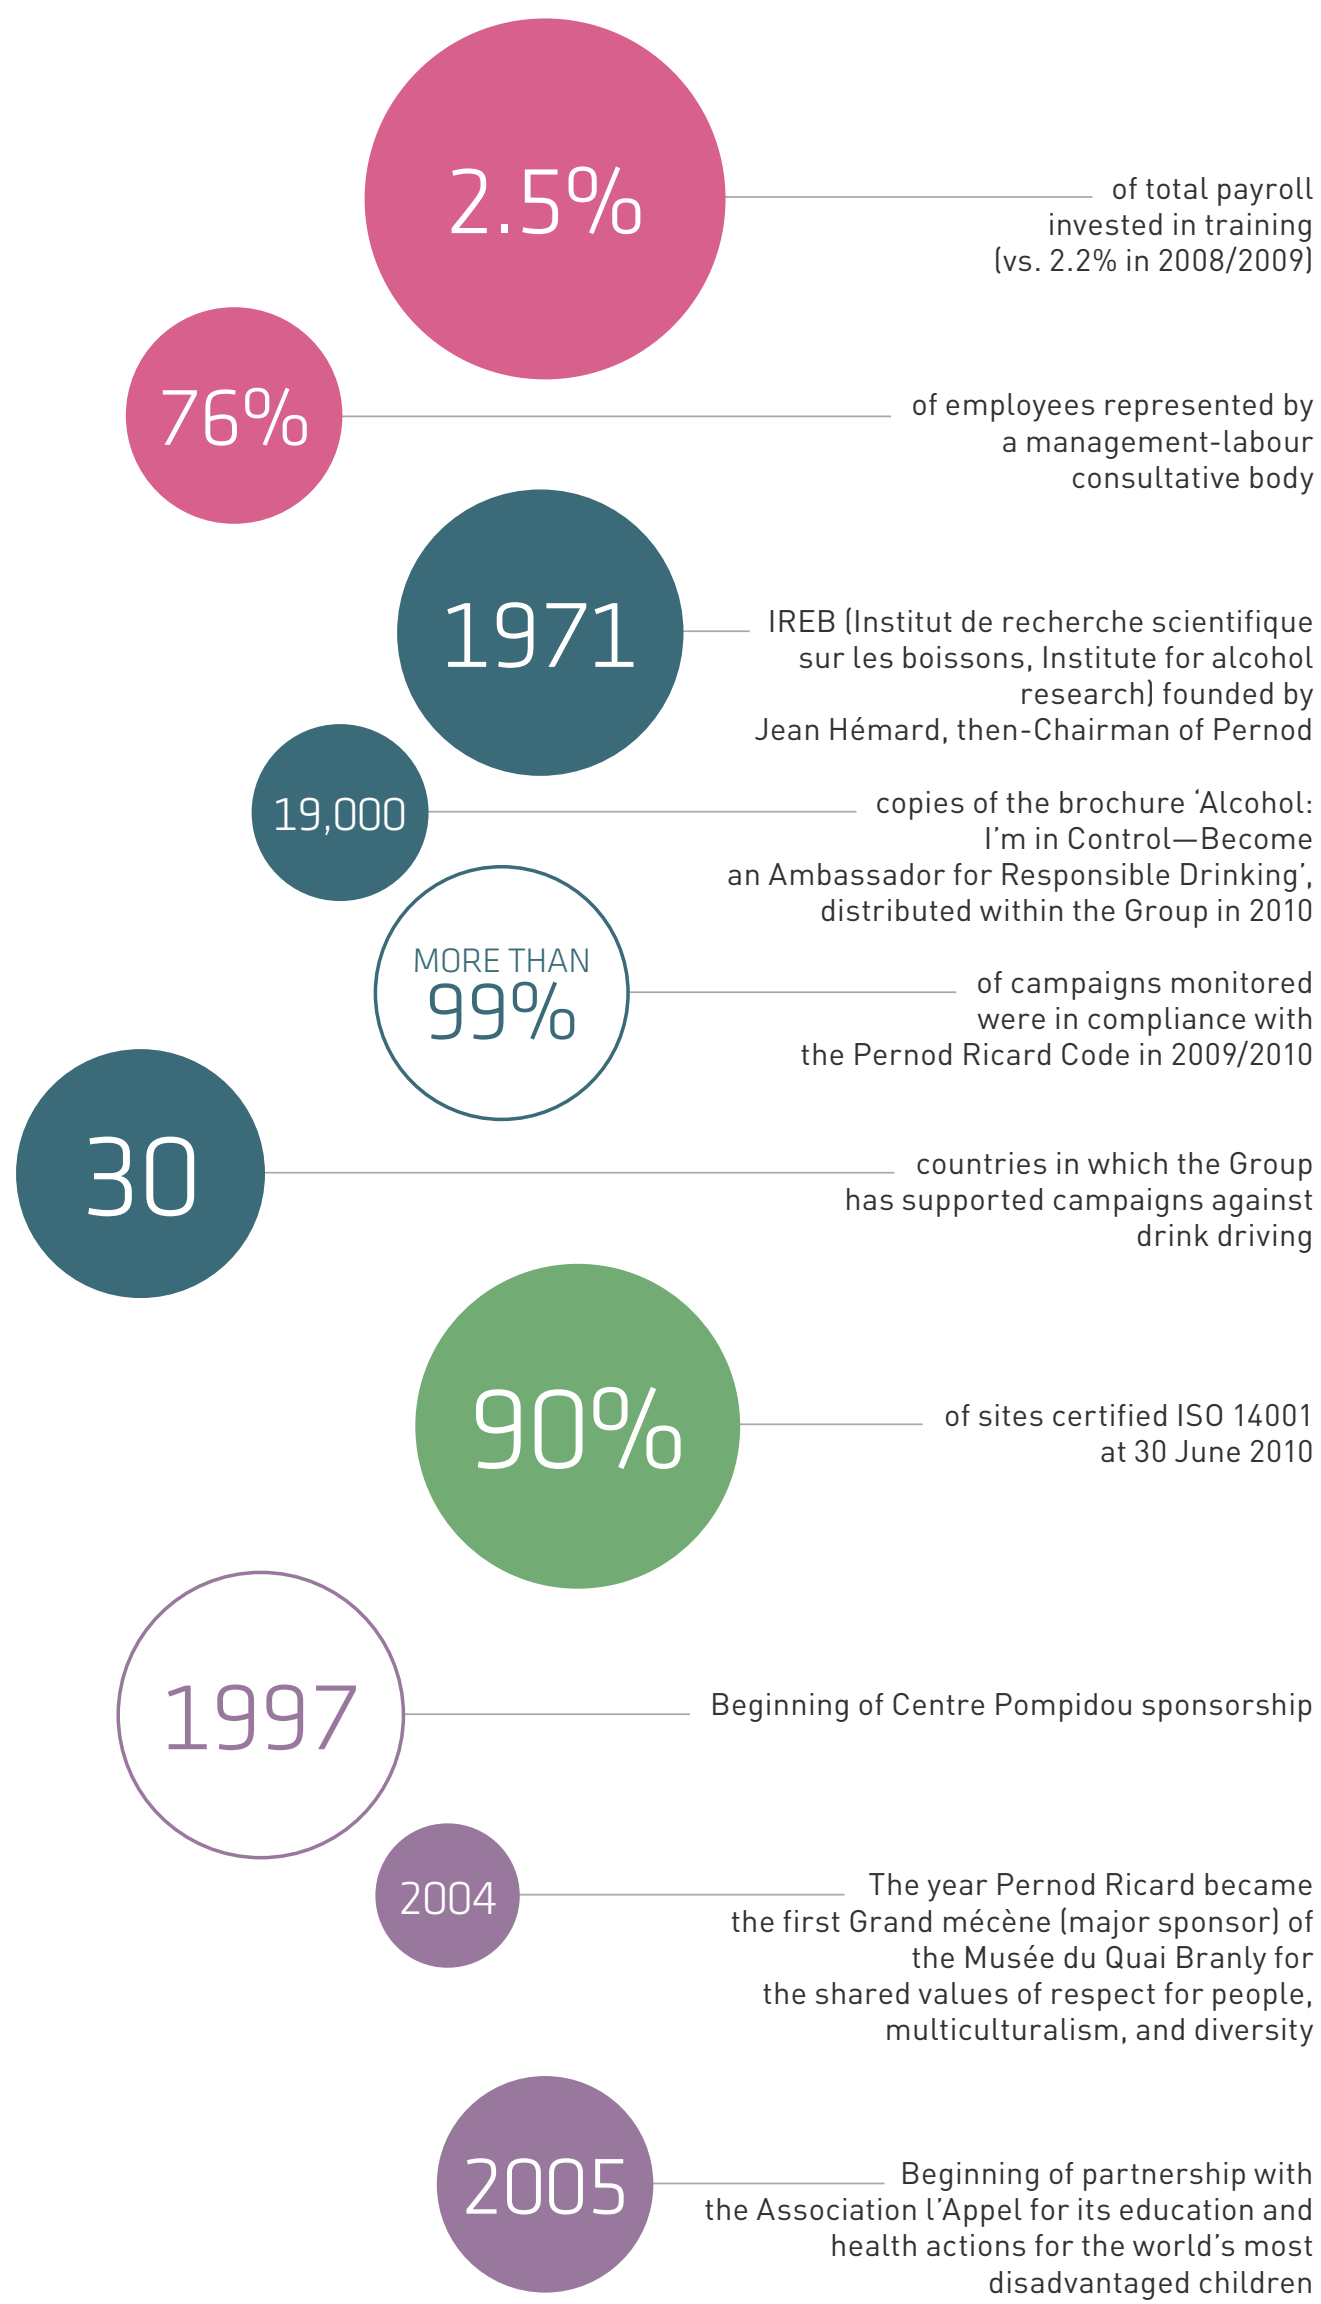 2.5%
of total payroll
invested in training
(vs. 2.2% in 2008/2009)
76%
of employees represented by
a management-labour
consultative body
1971
IREB (Institut de recherche scientifique
sur les boissons, Institute for alcohol
research) founded by
Jean Hémard, then-Chairman of Pernod
19,000
copies of the brochure ‘Alcohol:
I’m in Control—Become
an Ambassador for Responsible Drinking’,
distributed within the Group in 2010
MORE THAN
99%
of campaigns monitored
were in compliance with
the Pernod Ricard Code in 2009/2010
30
countries in which the Group
has supported campaigns against
drink driving
90%
of sites certified ISO 14001
at 30 June 2010
1997
Beginning of Centre Pompidou sponsorship
2004
The year Pernod Ricard became
the first Grand mécène (major sponsor) of
the Musée du Quai Branly for
the shared values of respect for people,
multiculturalism, and diversity
2005
Beginning of partnership with
the Association l’Appel for its education and
health actions for the world’s most
disadvantaged children